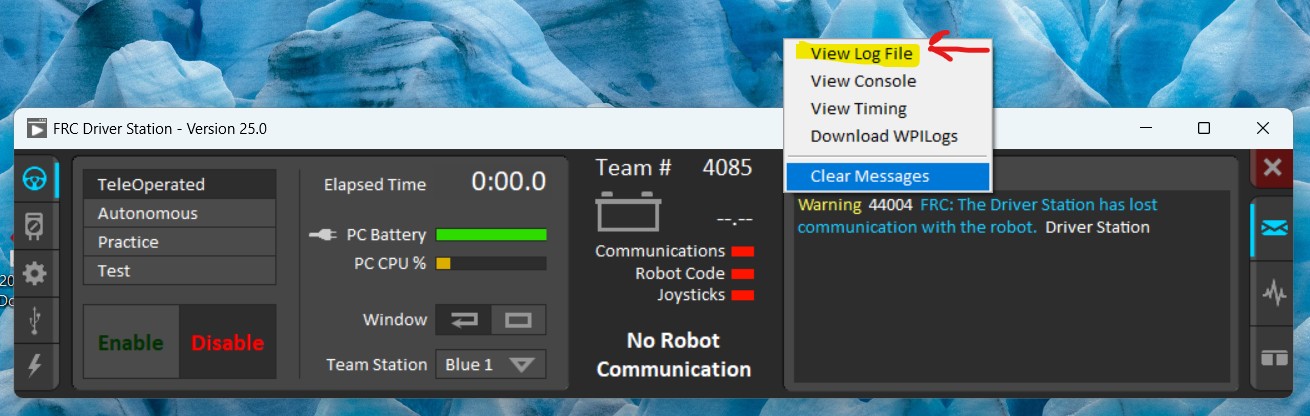 View Log File
View Console
View Timing
Download WPILogs
Clear Messages
FRC Driver Station - Version 25.0
TeleOperated
Autonomous
Practice
Test
Enable
Disable
Elapsed Time 0:00.0
PC Battery
PC CPU %
Window
Team Station Blue 1
Team # 4085
--.--
Communications
Robot Code
Joysticks
No Robot
Communication
Warning 44004 FRC: The Driver Station has lost
communication with the robot. Driver Station
20
Do